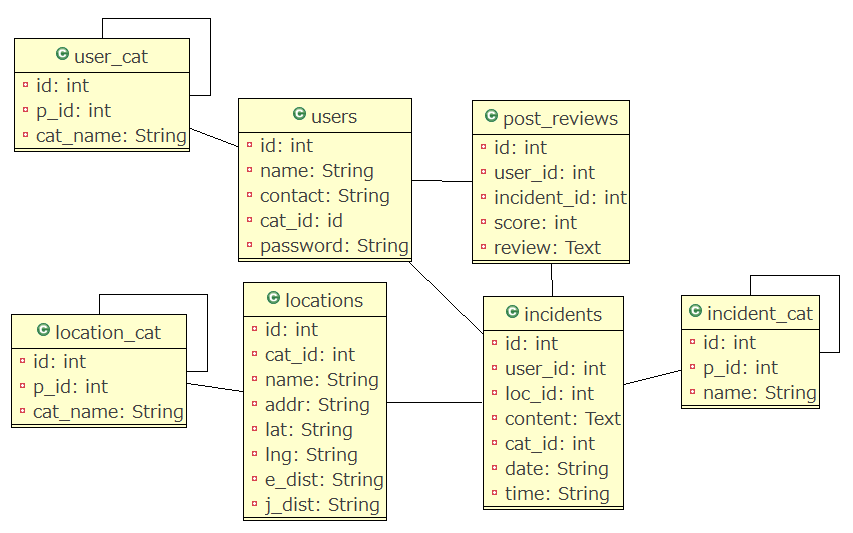 C user_cat
id: int
p_id: int
cat_name: String
C users
id: int
name: String
contact: String
cat_id: id
password: String
C post_reviews
id: int
user_id: int
incident_id: int
score: int
review: Text
C location_cat
id: int
p_id: int
cat_name: String
C locations
id: int
cat_id: int
name: String
addr: String
lat: String
lng: String
e_dist: String
j_dist: String
C incidents
id: int
user_id: int
loc_id: int
content: Text
cat_id: int
date: String
time: String
C incident_cat
id: int
p_id: int
name: String